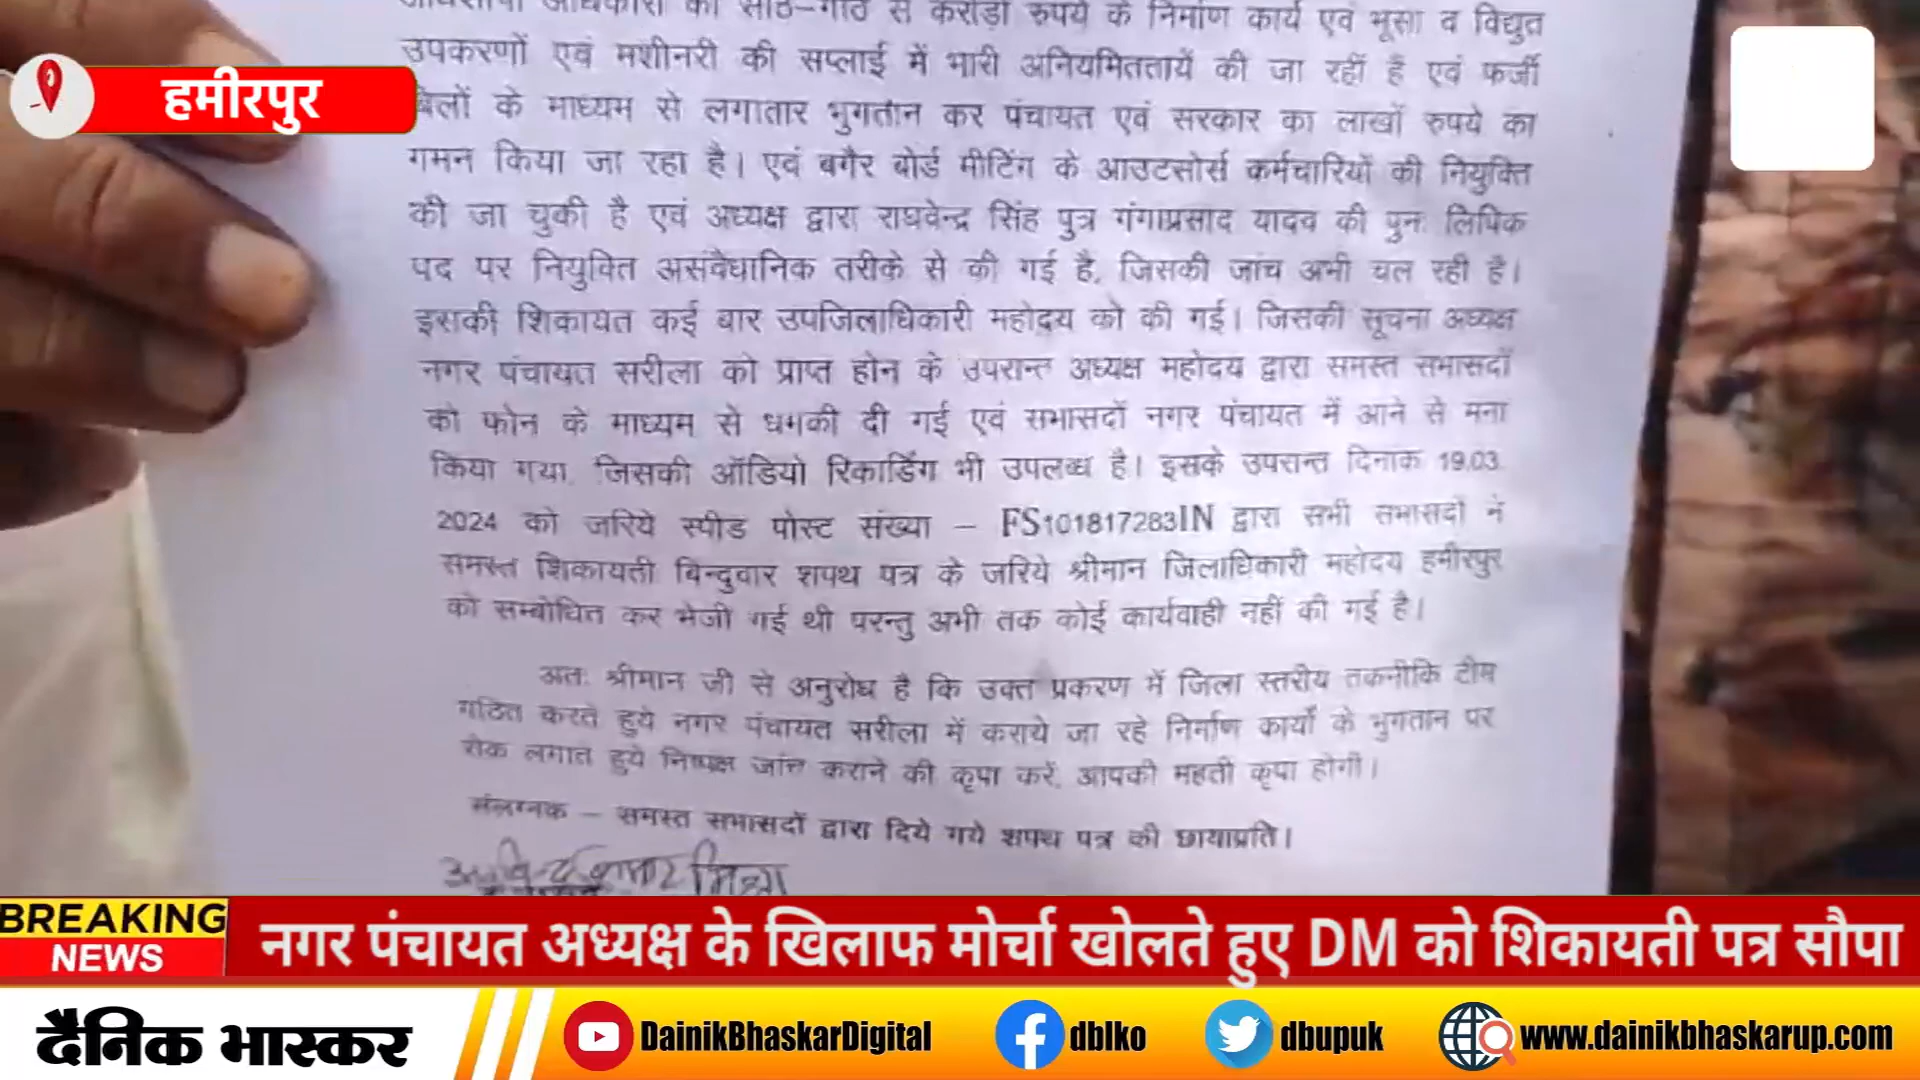 अधिशाषी अधिकारी की सांठ-गांठ से करोड़ों रुपये के निर्माण कार्य एवं भूसा व विद्युत
उपकरणों एवं मशीनरी की सप्लाई में भारी अनियमिततायें की जा रहीं है एवं फर्जी
बिलों के माध्यम से लगातार भुगतान कर पंचायत एवं सरकार का लाखों रुपये का
गमन किया जा रहा है। एवं बगैर बोर्ड मीटिंग के आउटसोर्स कर्मचारियों की नियुक्ति
की जा चुकी है एवं अध्यक्ष द्वारा राघवेन्द्र सिंह पुत्र गंगाप्रसाद यादव की पुनः लिपिक
पद पर नियुक्ति असंवैधानिक तरीके से की गई है, जिसकी जांच अभी चल रही है।
इसकी शिकायत कई बार उपजिलाधिकारी महोदय को की गई। जिसकी सूचना अध्यक्ष
नगर पंचायत सरीला को प्राप्त होने के उपरान्त अध्यक्ष महोदय द्वारा समस्त सभासदों
को फोन के माध्यम से धमकी दी गई एवं सभासदों नगर पंचायत में आने से मना
किया गया, जिसकी ऑडियो रिकार्डिंग भी उपलब्ध है। इसके उपरान्त दिनांक 19.03.
2024 को जरिये स्पीड पोस्ट संख्या – FS101817283IN द्वारा सभी सभासदों ने
समस्त शिकायती बिन्दुवार शपथ पत्र के जरिये श्रीमान जिलाधिकारी महोदय हमीरपुर
को सम्बोधित कर भेजी गई थी परन्तु अभी तक कोई कार्यवाही नहीं की गई है।
अतः श्रीमान जी से अनुरोध है कि उक्त प्रकरण में जिला स्तरीय तकनीकि टीम
गठित करते हुये नगर पंचायत सरीला में कराये जा रहे निर्माण कार्यों के भुगतान पर
रोक लगाते हुये निष्पक्ष जांच कराने की कृपा करें, आपकी महती कृपा होगी।
संलग्नक – समस्त सभासदों द्वारा दिये गये शपथ पत्र की छायाप्रति।
हमीरपुर
BREAKING
NEWS
नगर पंचायत अध्यक्ष के खिलाफ मोर्चा खोलते हुए DM को शिकायती पत्र सौपा
दैनिक भास्कर
DainikBhaskarDigital
dblko
dbupuk
www.dainikbhaskarup.com